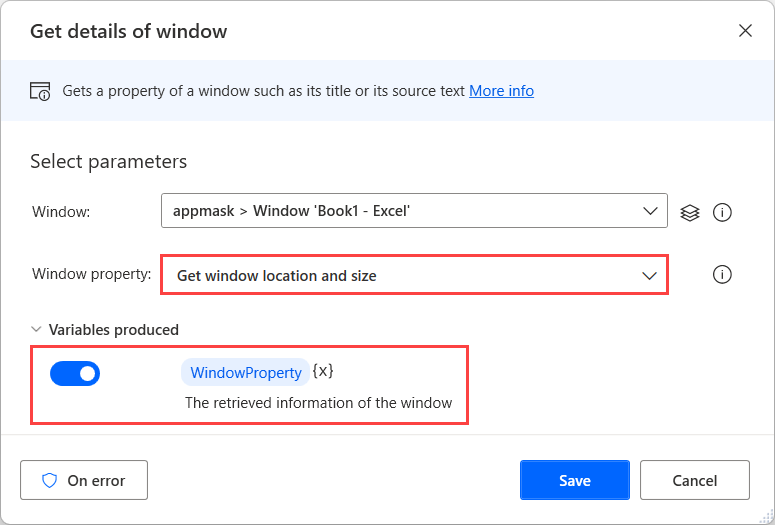 Get details of window
Gets a property of a window such as its title or its source text More info
Select parameters
Window: appmask > Window 'Book1 - Excel'
Window property: Get window location and size
Variables produced
WindowProperty {x}
The retrieved information of the window
On error Save Cancel